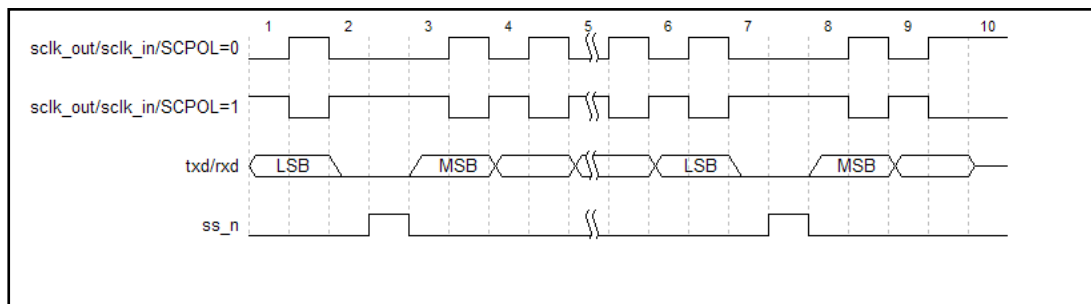 1 2 3 4 5 6 7 8 9 10
sclk_out/sclk_in/SCPOL=0
sclk_out/sclk_in/SCPOL=1
txd/rxd LSB MSB LSB MSB
ss_n